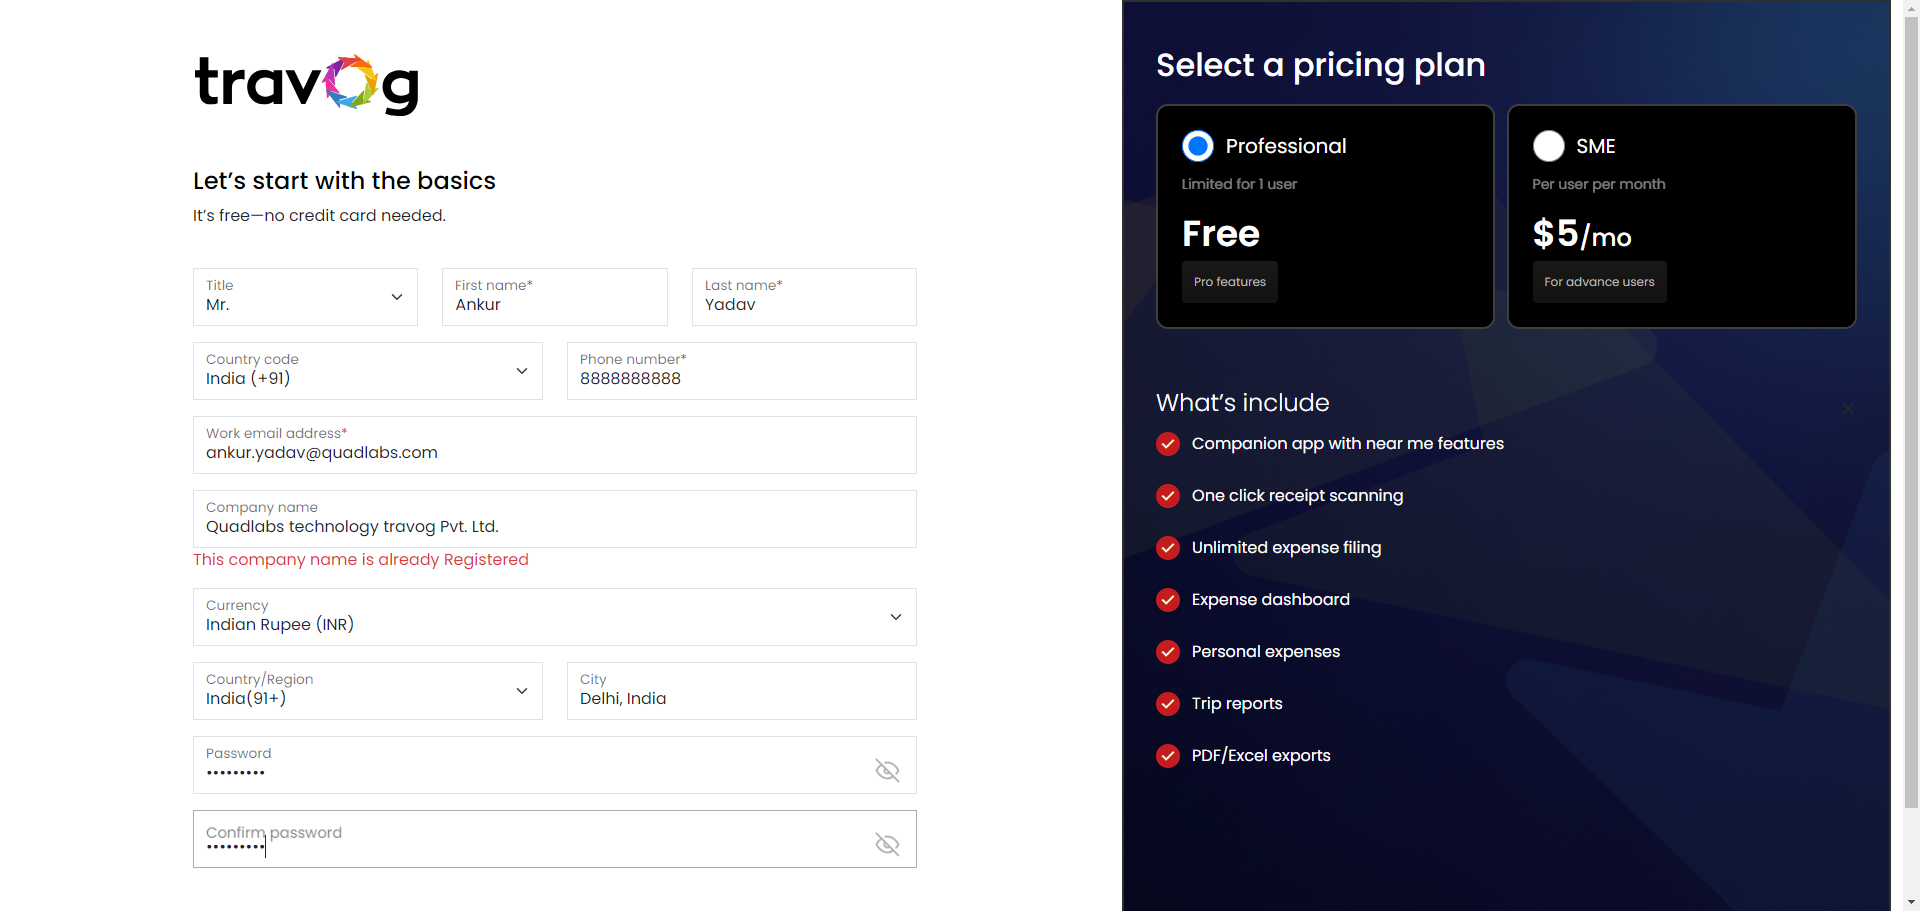 travog
Let's start with the basics
It's free—no credit card needed.
Title
Mr.
First name*
Ankur
Last name*
Yadav
Country code
India (+91)
Phone number*
8888888888
Work email address*
ankur.yadav@quadlabs.com
Company name
Quadlabs technology travog Pvt. Ltd.
This company name is already Registered
Currency
Indian Rupee (INR)
Country/Region
India(91+)
City
Delhi, India
Password
•••••••••
Confirm password
•••••••••
Select a pricing plan
Professional
Limited for 1 user
Free
Pro features
SME
Per user per month
$5/mo
For advance users
What's include
Companion app with near me features
One click receipt scanning
Unlimited expense filing
Expense dashboard
Personal expenses
Trip reports
PDF/Excel exports